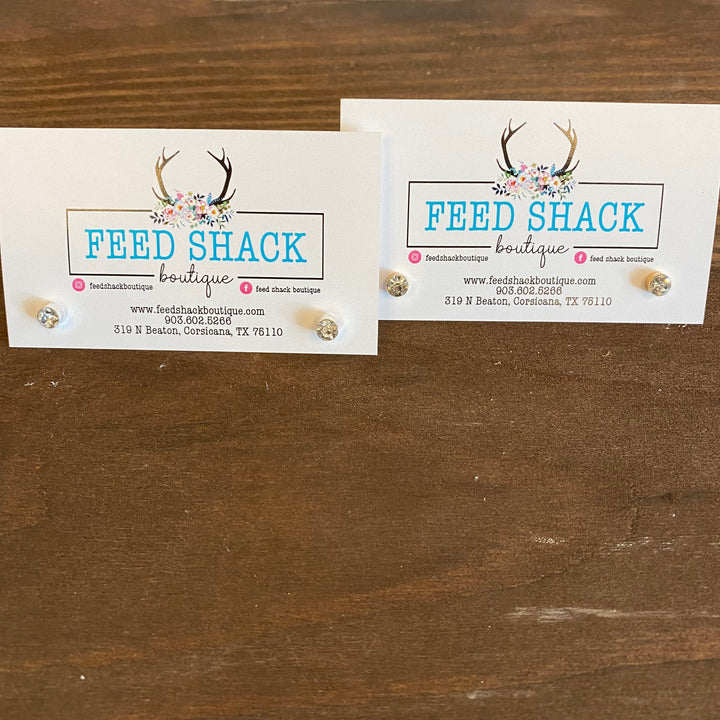 FEED SHACK
boutique
feedshackboutique feed shack boutique
www.feedshackboutique.com
903.602.5266
319 N Beaton, Corsicana, TX 75110
FEED SHACK
boutique
feedshackboutique feed shack boutique
www.feedshackboutique.com
903.602.5266
319 N Beaton, Corsicana, TX 75110